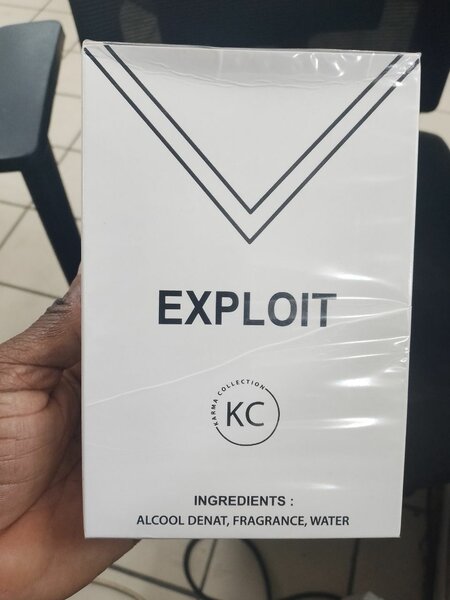 EXPLOIT
KARMA COLLECTION
KC
INGREDIENTS :
ALCOOL DENAT, FRAGRANCE, WATER